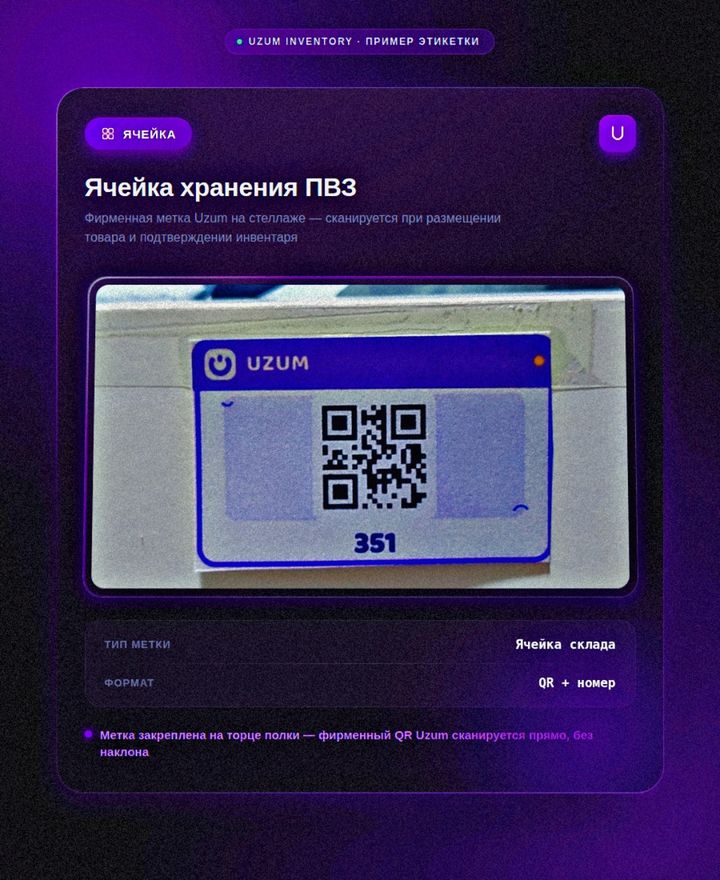 UZUM INVENTORY · ПРИМЕР ЭТИКЕТКИ
ЯЧЕЙКА
U
Ячейка хранения ПВЗ
Фирменная метка Uzum на стеллаже — сканируется при размещении
товара и подтверждении инвентаря
UZUM
351
ТИП МЕТКИ
Ячейка склада
ФОРМАТ
QR + номер
Метка закреплена на торце полки — фирменный QR Uzum сканируется прямо, без
наклона